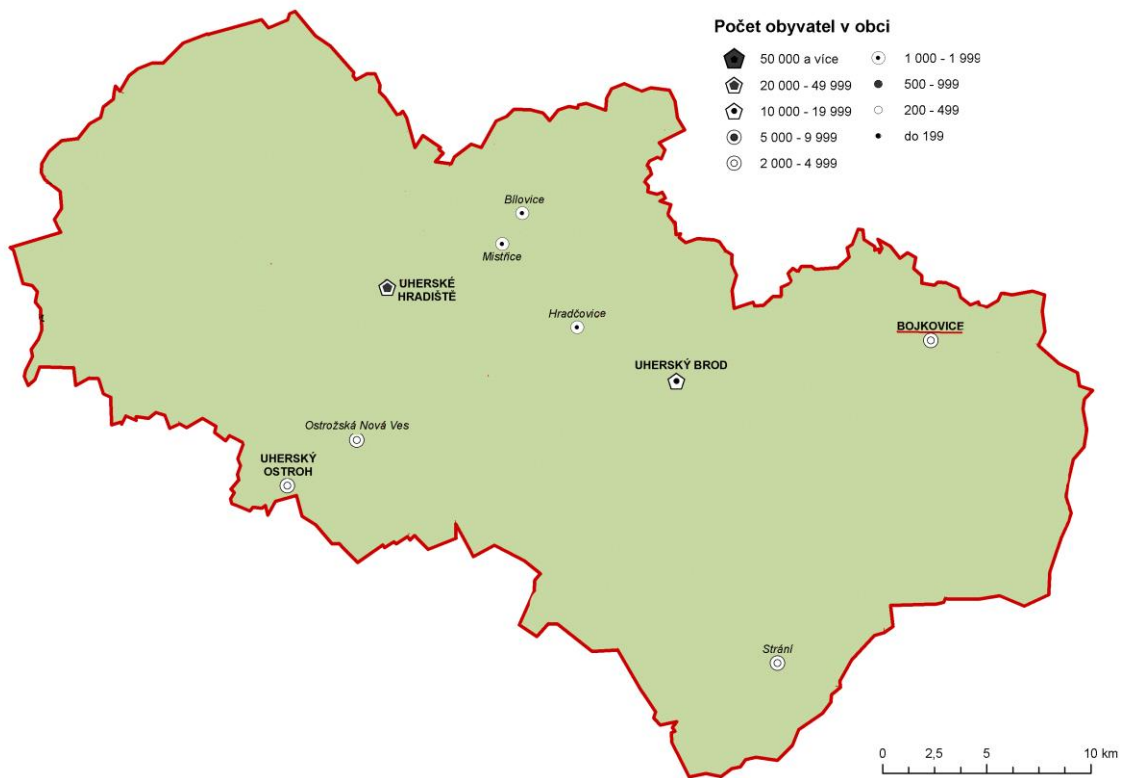 Počet obyvatel v obci
50 000 a více
20 000 - 49 999
10 000 - 19 999
5 000 - 9 999
2 000 - 4 999
1 000 - 1 999
500 - 999
200 - 499
do 199
Bílovice
Mistřice
UHERSKÉ
HRADIŠTĚ
Hradčovice
BOJKOVICE
UHERSKÝ BROD
Ostrožská Nová Ves
UHERSKÝ
OSTROH
Strání
0 2,5 5 10 km